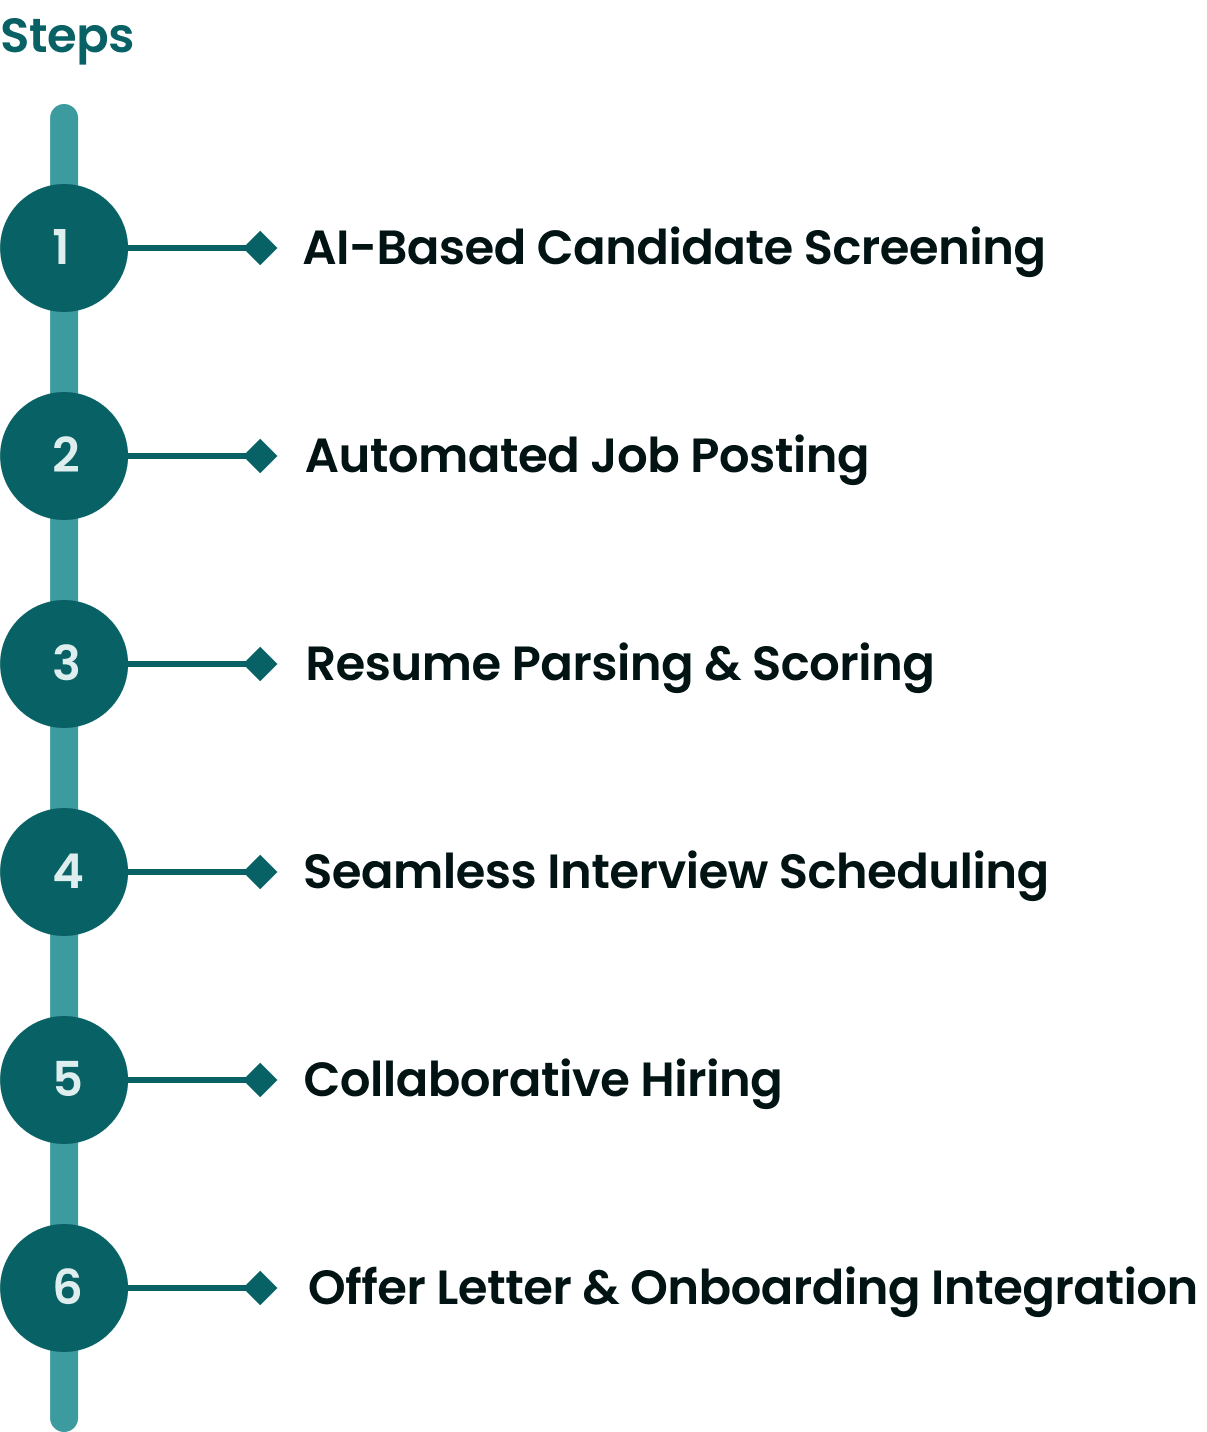 Steps
1
AI-Based Candidate Screening
2
Automated Job Posting
3
Resume Parsing & Scoring
4
Seamless Interview Scheduling
5
Collaborative Hiring
6
Offer Letter & Onboarding Integration